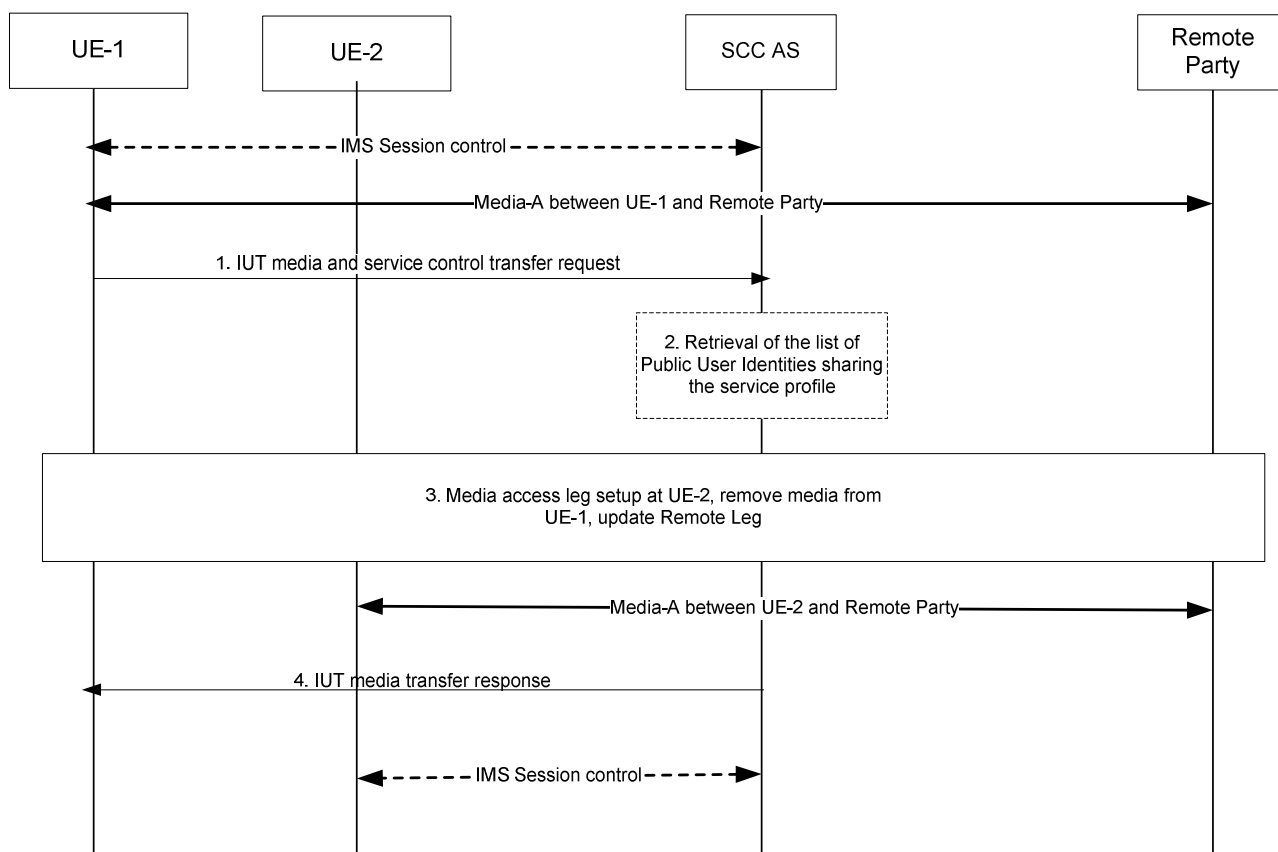 UE-1
UE-2
SCC AS
Remote
Party
IMS Session control
Media-A between UE-1 and Remote Party
1. IUT media and service control transfer request
2. Retrieval of the list of
Public User Identities sharing
the service profile
3. Media access leg setup at UE-2, remove media from
UE-1, update Remote Leg
Media-A between UE-2 and Remote Party
4. IUT media transfer response
IMS Session control